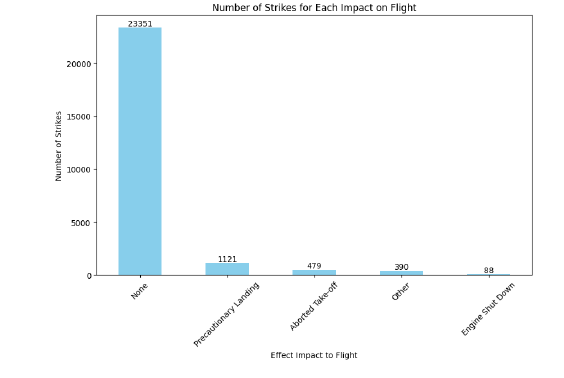 Number of Strikes for Each Impact on Flight
Number of Strikes
20000
15000
10000
5000
0
23351
1121
479
390
88
None
Precautionary Landing
Aborted Take-off
Other
Engine Shut Down
Effect Impact to Flight